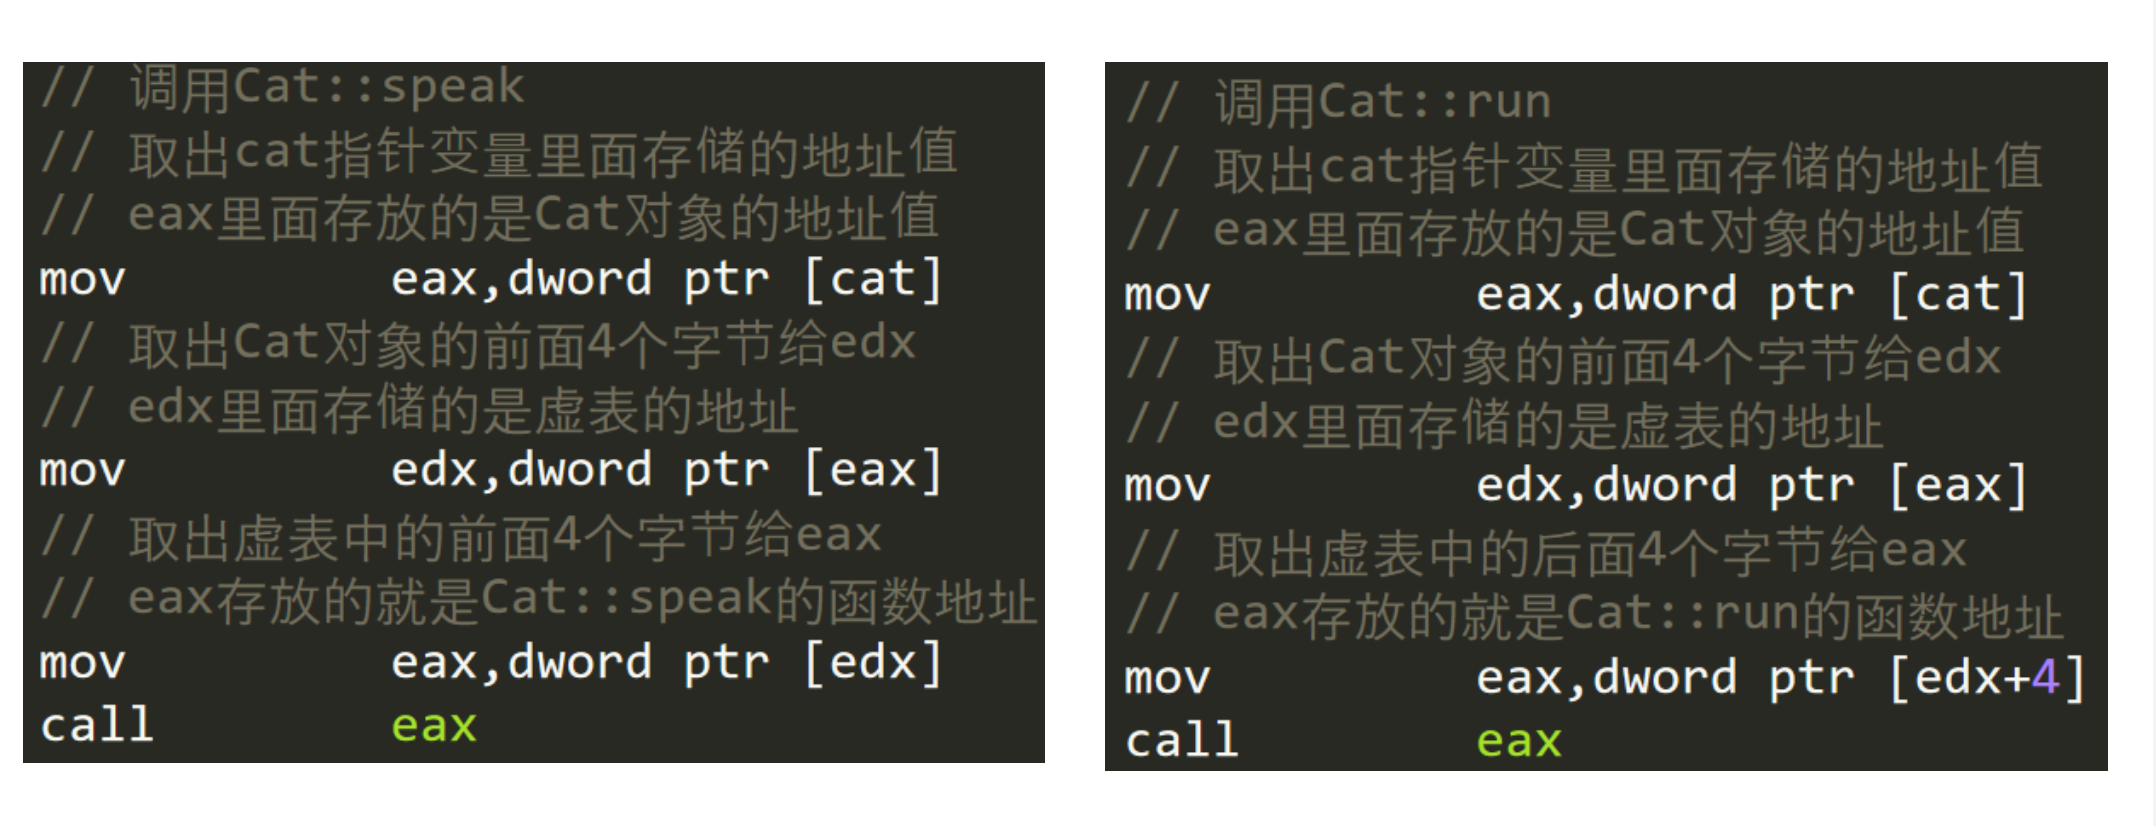 // 调用Cat::speak
// 取出cat指针变量里面存储的地址值
// eax里面存放的是Cat对象的地址值
mov eax,dword ptr [cat]
// 取出Cat对象的前面4个字节给edx
// edx里面存储的是虚表的地址
mov edx,dword ptr [eax]
// 取出虚表中的前面4个字节给eax
// eax存放的就是Cat::speak的函数地址
mov eax,dword ptr [edx]
call eax
// 调用Cat::run
// 取出cat指针变量里面存储的地址值
// eax里面存放的是Cat对象的地址值
mov eax,dword ptr [cat]
// 取出Cat对象的前面4个字节给edx
// edx里面存储的是虚表的地址
mov edx,dword ptr [eax]
// 取出虚表中的后面4个字节给eax
// eax存放的就是Cat::run的函数地址
mov eax,dword ptr [edx+4]
call eax